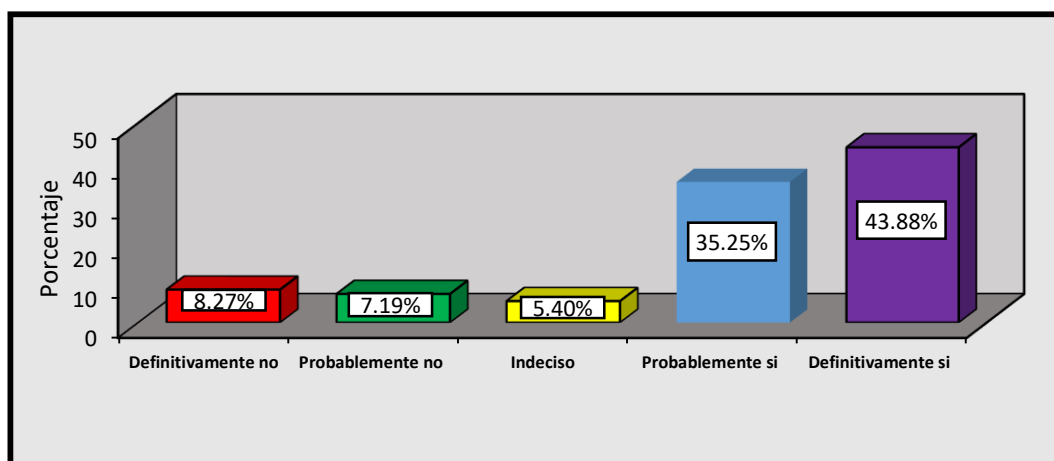 Porcentaje
50
40
30
20
10
0
8.27%
7.19%
5.40%
35.25%
43.88%
Definitivamente no
Probablemente no
Indeciso
Probablemente si
Definitivamente si